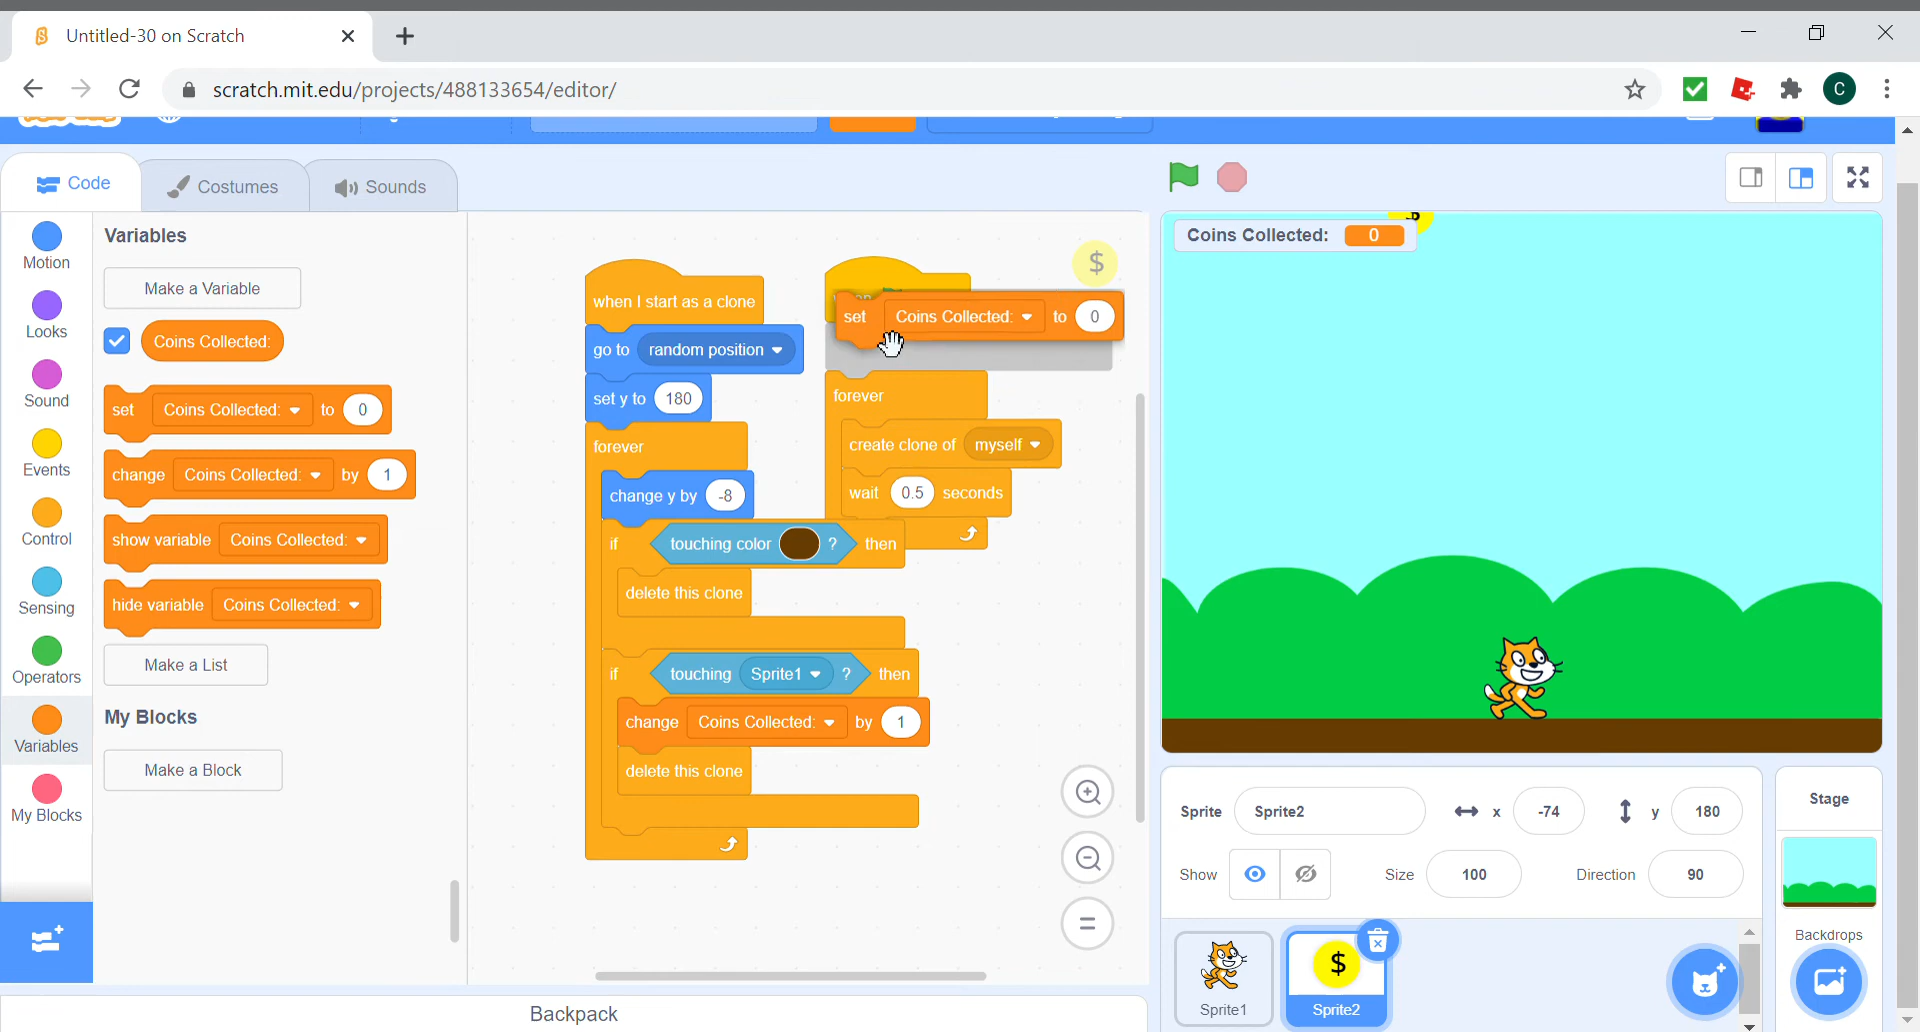 Untitled-30 on Scratch
scratch.mit.edu/projects/488133654/editor/
C
Code
Costumes
Sounds
Motion
Looks
Sound
Events
Control
Sensing
Operators
Variables
My Blocks
Variables
Make a Variable
Coins Collected:
set Coins Collected: to 0
change Coins Collected: by 1
show variable Coins Collected:
hide variable Coins Collected:
Make a List
My Blocks
Make a Block
when I start as a clone
go to random position
set y to 180
forever
change y by -8
if touching color ? then
delete this clone
if touching Sprite1 ? then
change Coins Collected: by 1
delete this clone
$
set Coins Collected: to 0
forever
create clone of myself
wait 0.5 seconds
Backpack
Coins Collected: 0
Sprite Sprite2 x -74 y 180
Show Size 100 Direction 90
Sprite1
$
Sprite2
Stage
Backdrops